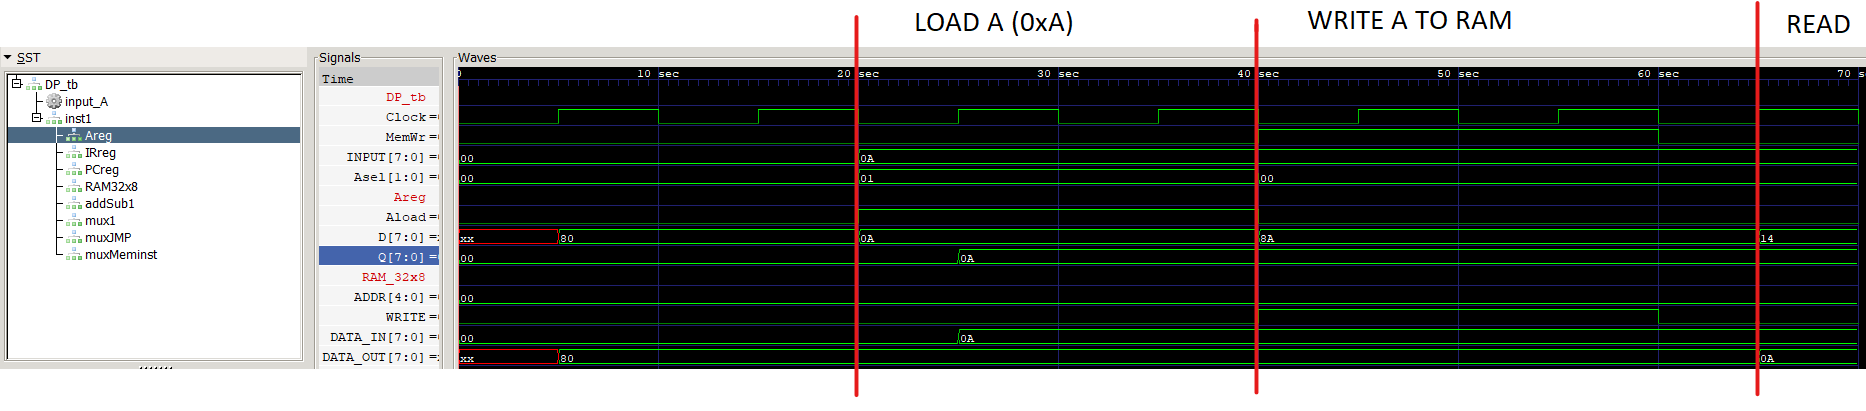 LOAD A (0xA)
WRITE A TO RAM
READ
SST
Signals
Waves
DP_tb
input_A
inst1
Areg
IRreg
PCreg
RAM32x8
addSub1
mux1
muxJMP
muxMeminst
Time
0
10 sec
20 sec
30 sec
40 sec
50 sec
60 sec
70 s
DP_tb
Clock =
MemWr =
INPUT[7:0] =
00
0A
Asel[1:0] =
00
01
00
Areg
Aload =
D[7:0] =
xx
80
0A
8A
14
Q[7:0] =
00
0A
RAM_32x8
ADDR[4:0] =
00
WRITE =
DATA_IN[7:0] =
00
0A
DATA_OUT[7:0] =
xx
80
0A